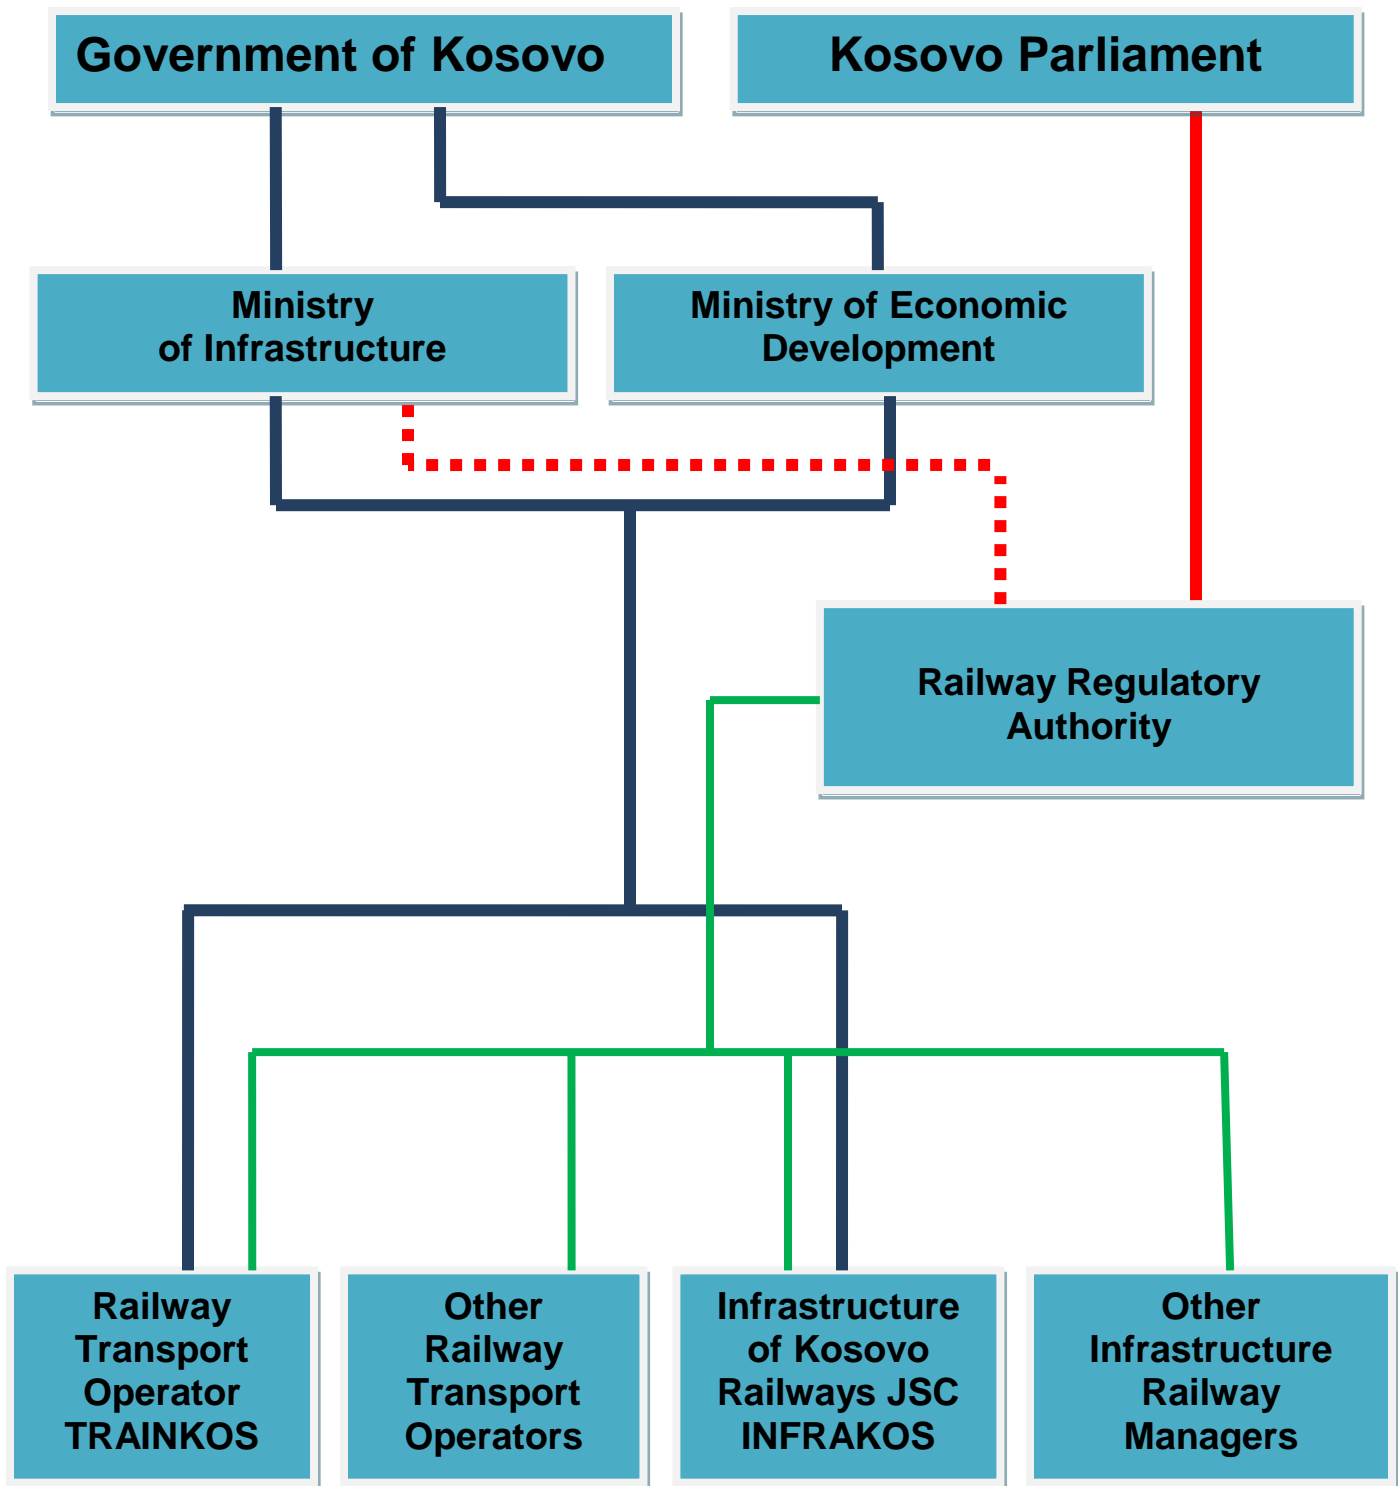 Government of Kosovo
Kosovo Parliament
Ministry
of Infrastructure
Ministry of Economic
Development
Railway Regulatory
Authority
Railway
Transport
Operator
TRAINKOS
Other
Railway
Transport
Operators
Infrastructure
of Kosovo
Railways JSC
INFRAKOS
Other
Infrastructure
Railway
Managers